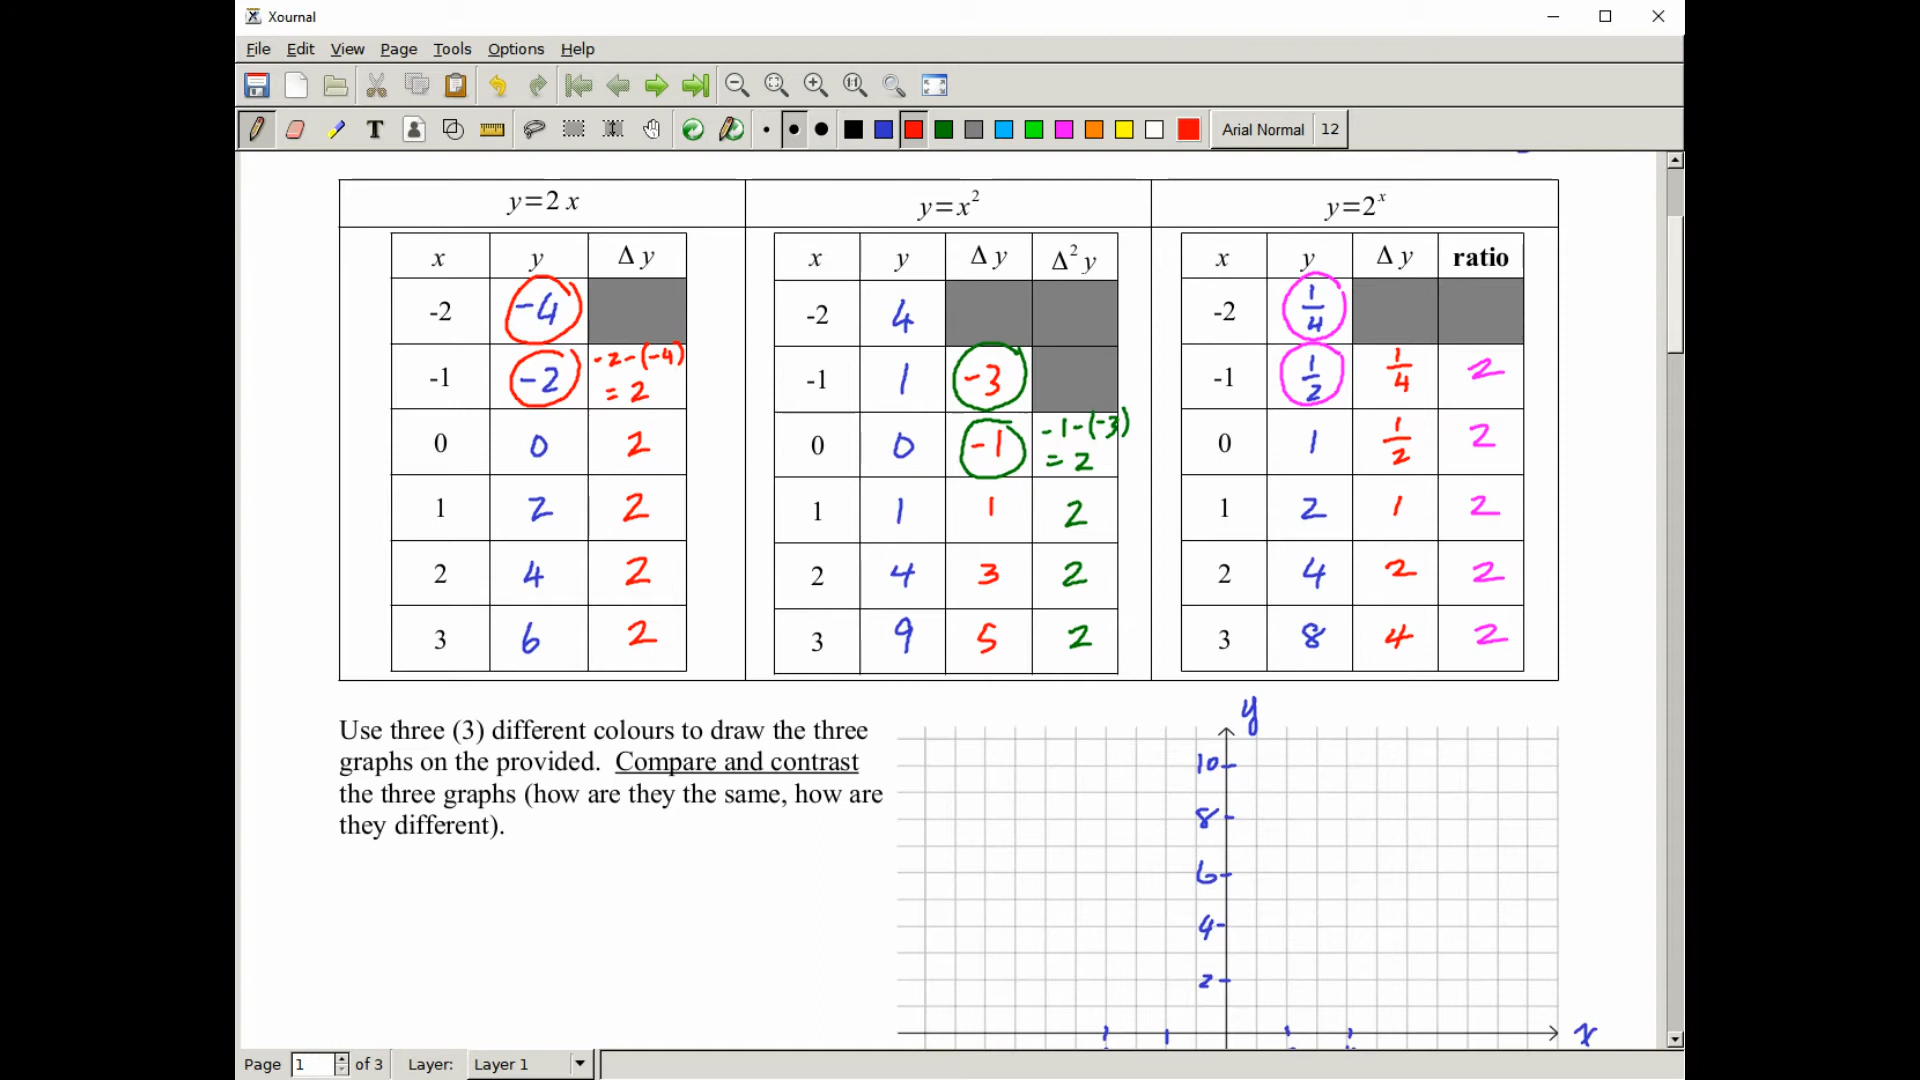 Xournal
File Edit View Page Tools Options Help
Arial Normal 12
y=2 x
x y Δ y
-2 -4
-1 -2 -2-(-4) = 2
0 0 2
1 2 2
2 4 2
3 6 2
y=x²
x y Δ y Δ² y
-2 4
-1 1 -3
0 0 -1 -1-(-3) = 2
1 1 1 2
2 4 3 2
3 9 5 2
y=2ˣ
x y Δ y ratio
-2 1/4
-1 1/2 1/4 2
0 1 1/2 2
1 2 1 2
2 4 2 2
3 8 4 2
Use three (3) different colours to draw the three
graphs on the provided. Compare and contrast
the three graphs (how are they the same, how are
they different).
y
10
8
6
4
2
x
Page 1 of 3 Layer: Layer 1